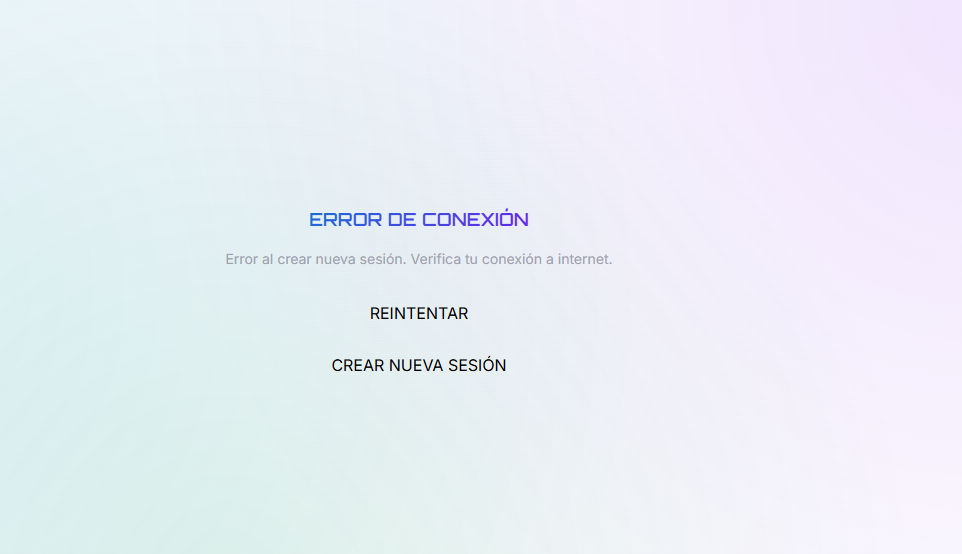 ERROR DE CONEXIÓN
Error al crear nueva sesión. Verifica tu conexión a internet.
REINTENTAR
CREAR NUEVA SESIÓN